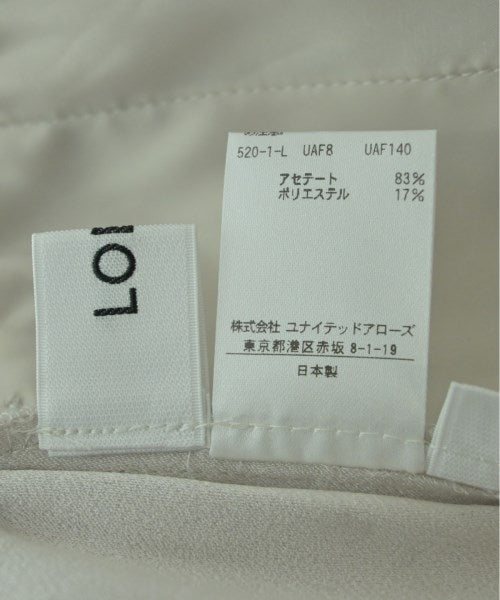 LO
520-1-L UAF8 UAF140
アセテート 83%
ポリエステル 17%
株式会社 ユナイテッドアローズ
東京都港区赤坂 8-1-19
日本製